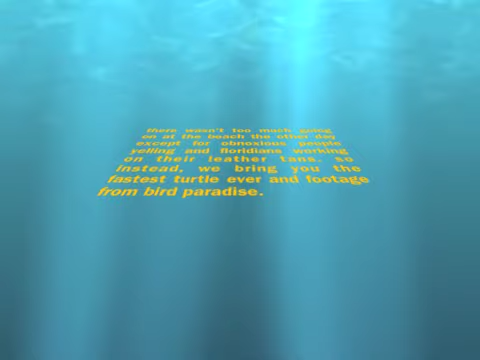 there wasn't too much going
on at the beach the other day
except for obnoxious people
yelling and floridians working
on their leather tans. so
instead, we bring you the
fastest turtle ever and footage
from bird paradise.